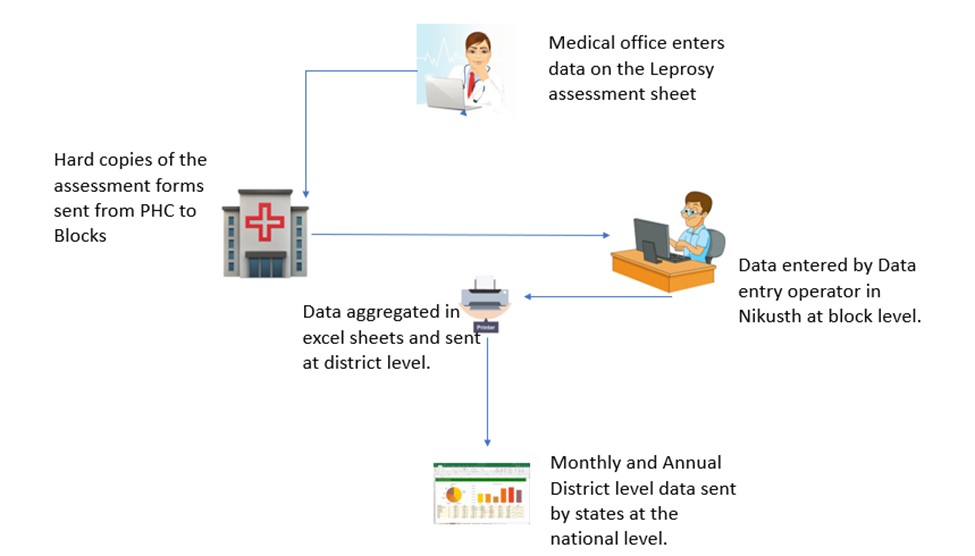 Medical office enters
data on the Leprosy
assessment sheet
Hard copies of the
assessment forms
sent from PHC to
Blocks
Data entered by Data
entry operator in
Nikusth at block level.
Data aggregated in
excel sheets and sent
at district level.
Printer
Monthly and Annual
District level data sent
by states at the
national level.